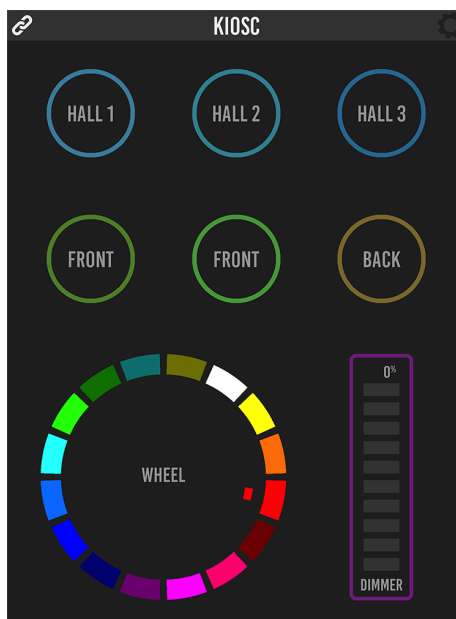 KIOSC
HALL 1
HALL 2
HALL 3
FRONT
FRONT
BACK
WHEEL
0%
DIMMER